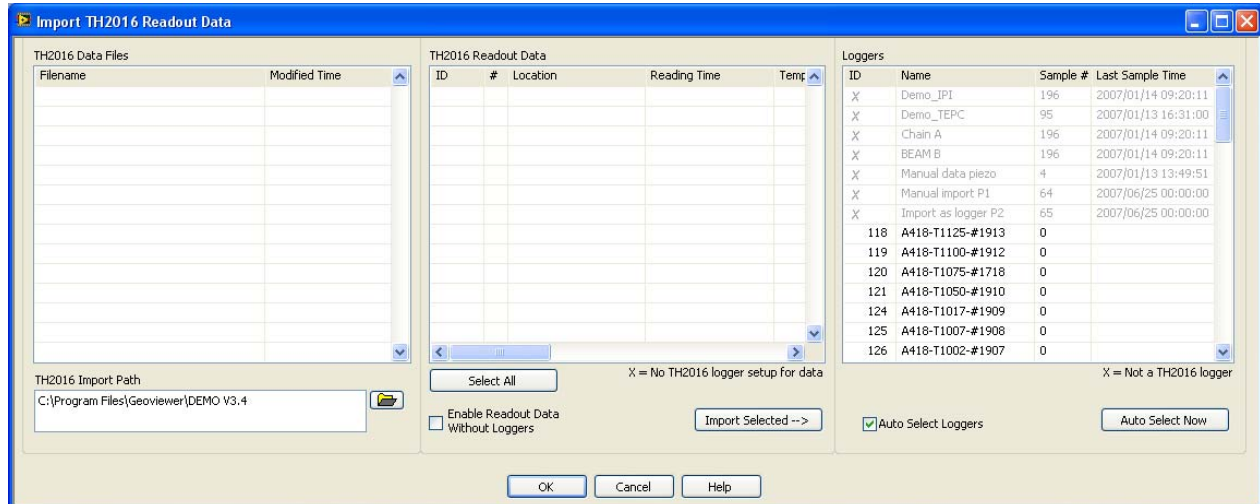 Import TH2016 Readout Data
TH2016 Data Files
Filename Modified Time
TH2016 Import Path
C:\Program Files\Geoviewer\DEMO V3.4
TH2016 Readout Data
ID # Location Reading Time Temp
Select All
X = No TH2016 logger setup for data
Enable Readout Data
Without Loggers
Import Selected -->
Loggers
ID Name Sample # Last Sample Time
X Demo_IPI 196 2007/01/14 09:20:11
X Demo_TEPC 95 2007/01/13 16:31:00
X Chain A 196 2007/01/14 09:20:11
X BEAM B 196 2007/01/14 09:20:11
X Manual data piezo 4 2007/01/13 13:49:51
X Manual import P1 64 2007/06/25 00:00:00
X Import as logger P2 65 2007/06/25 00:00:00
118 A418-T1125-#1913 0
119 A418-T1100-#1912 0
120 A418-T1075-#1718 0
121 A418-T1050-#1910 0
124 A418-T1017-#1909 0
125 A418-T1007-#1908 0
126 A418-T1002-#1907 0
X = Not a TH2016 logger
Auto Select Loggers
Auto Select Now
OK Cancel Help